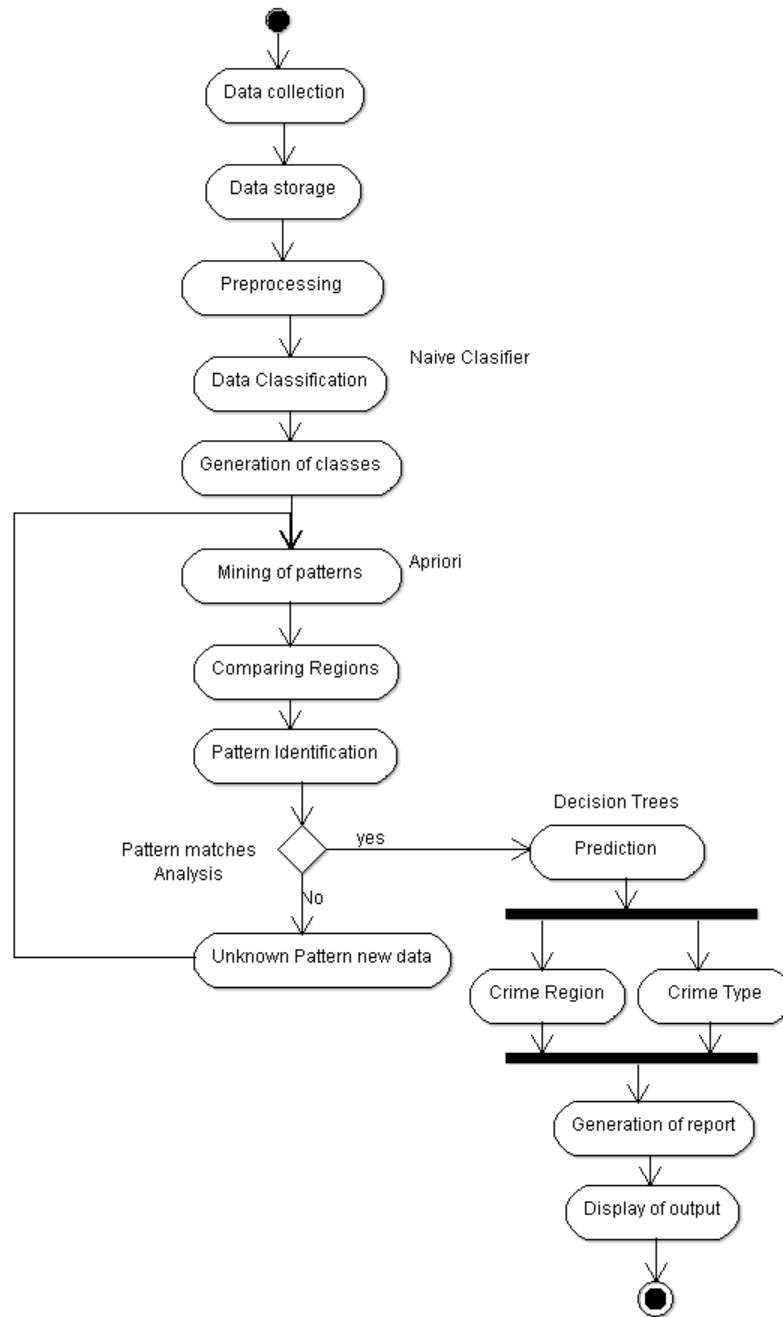 Data collection
Data storage
Preprocessing
Naive Clasifier
Data Classification
Generation of classes
Mining of patterns
Apriori
Comparing Regions
Pattern Identification
Decision Trees
Pattern matches
Analysis
yes
Prediction
No
Unknown Pattern new data
Crime Region
Crime Type
Generation of report
Display of output